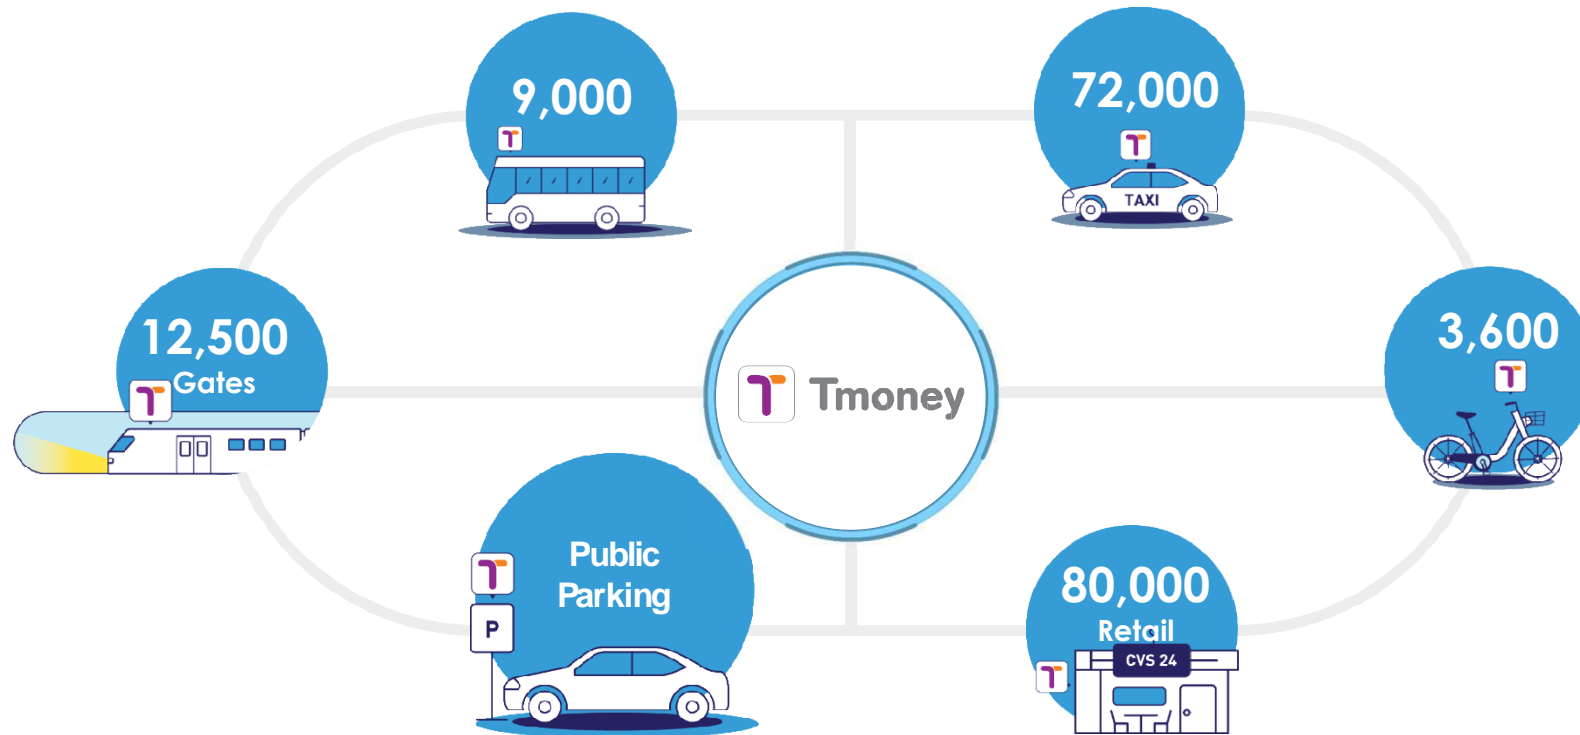 9,000
72,000
TAXI
12,500
Gates
3,600
Tmoney
Public
Parking
P
80,000
Retail
CVS 24